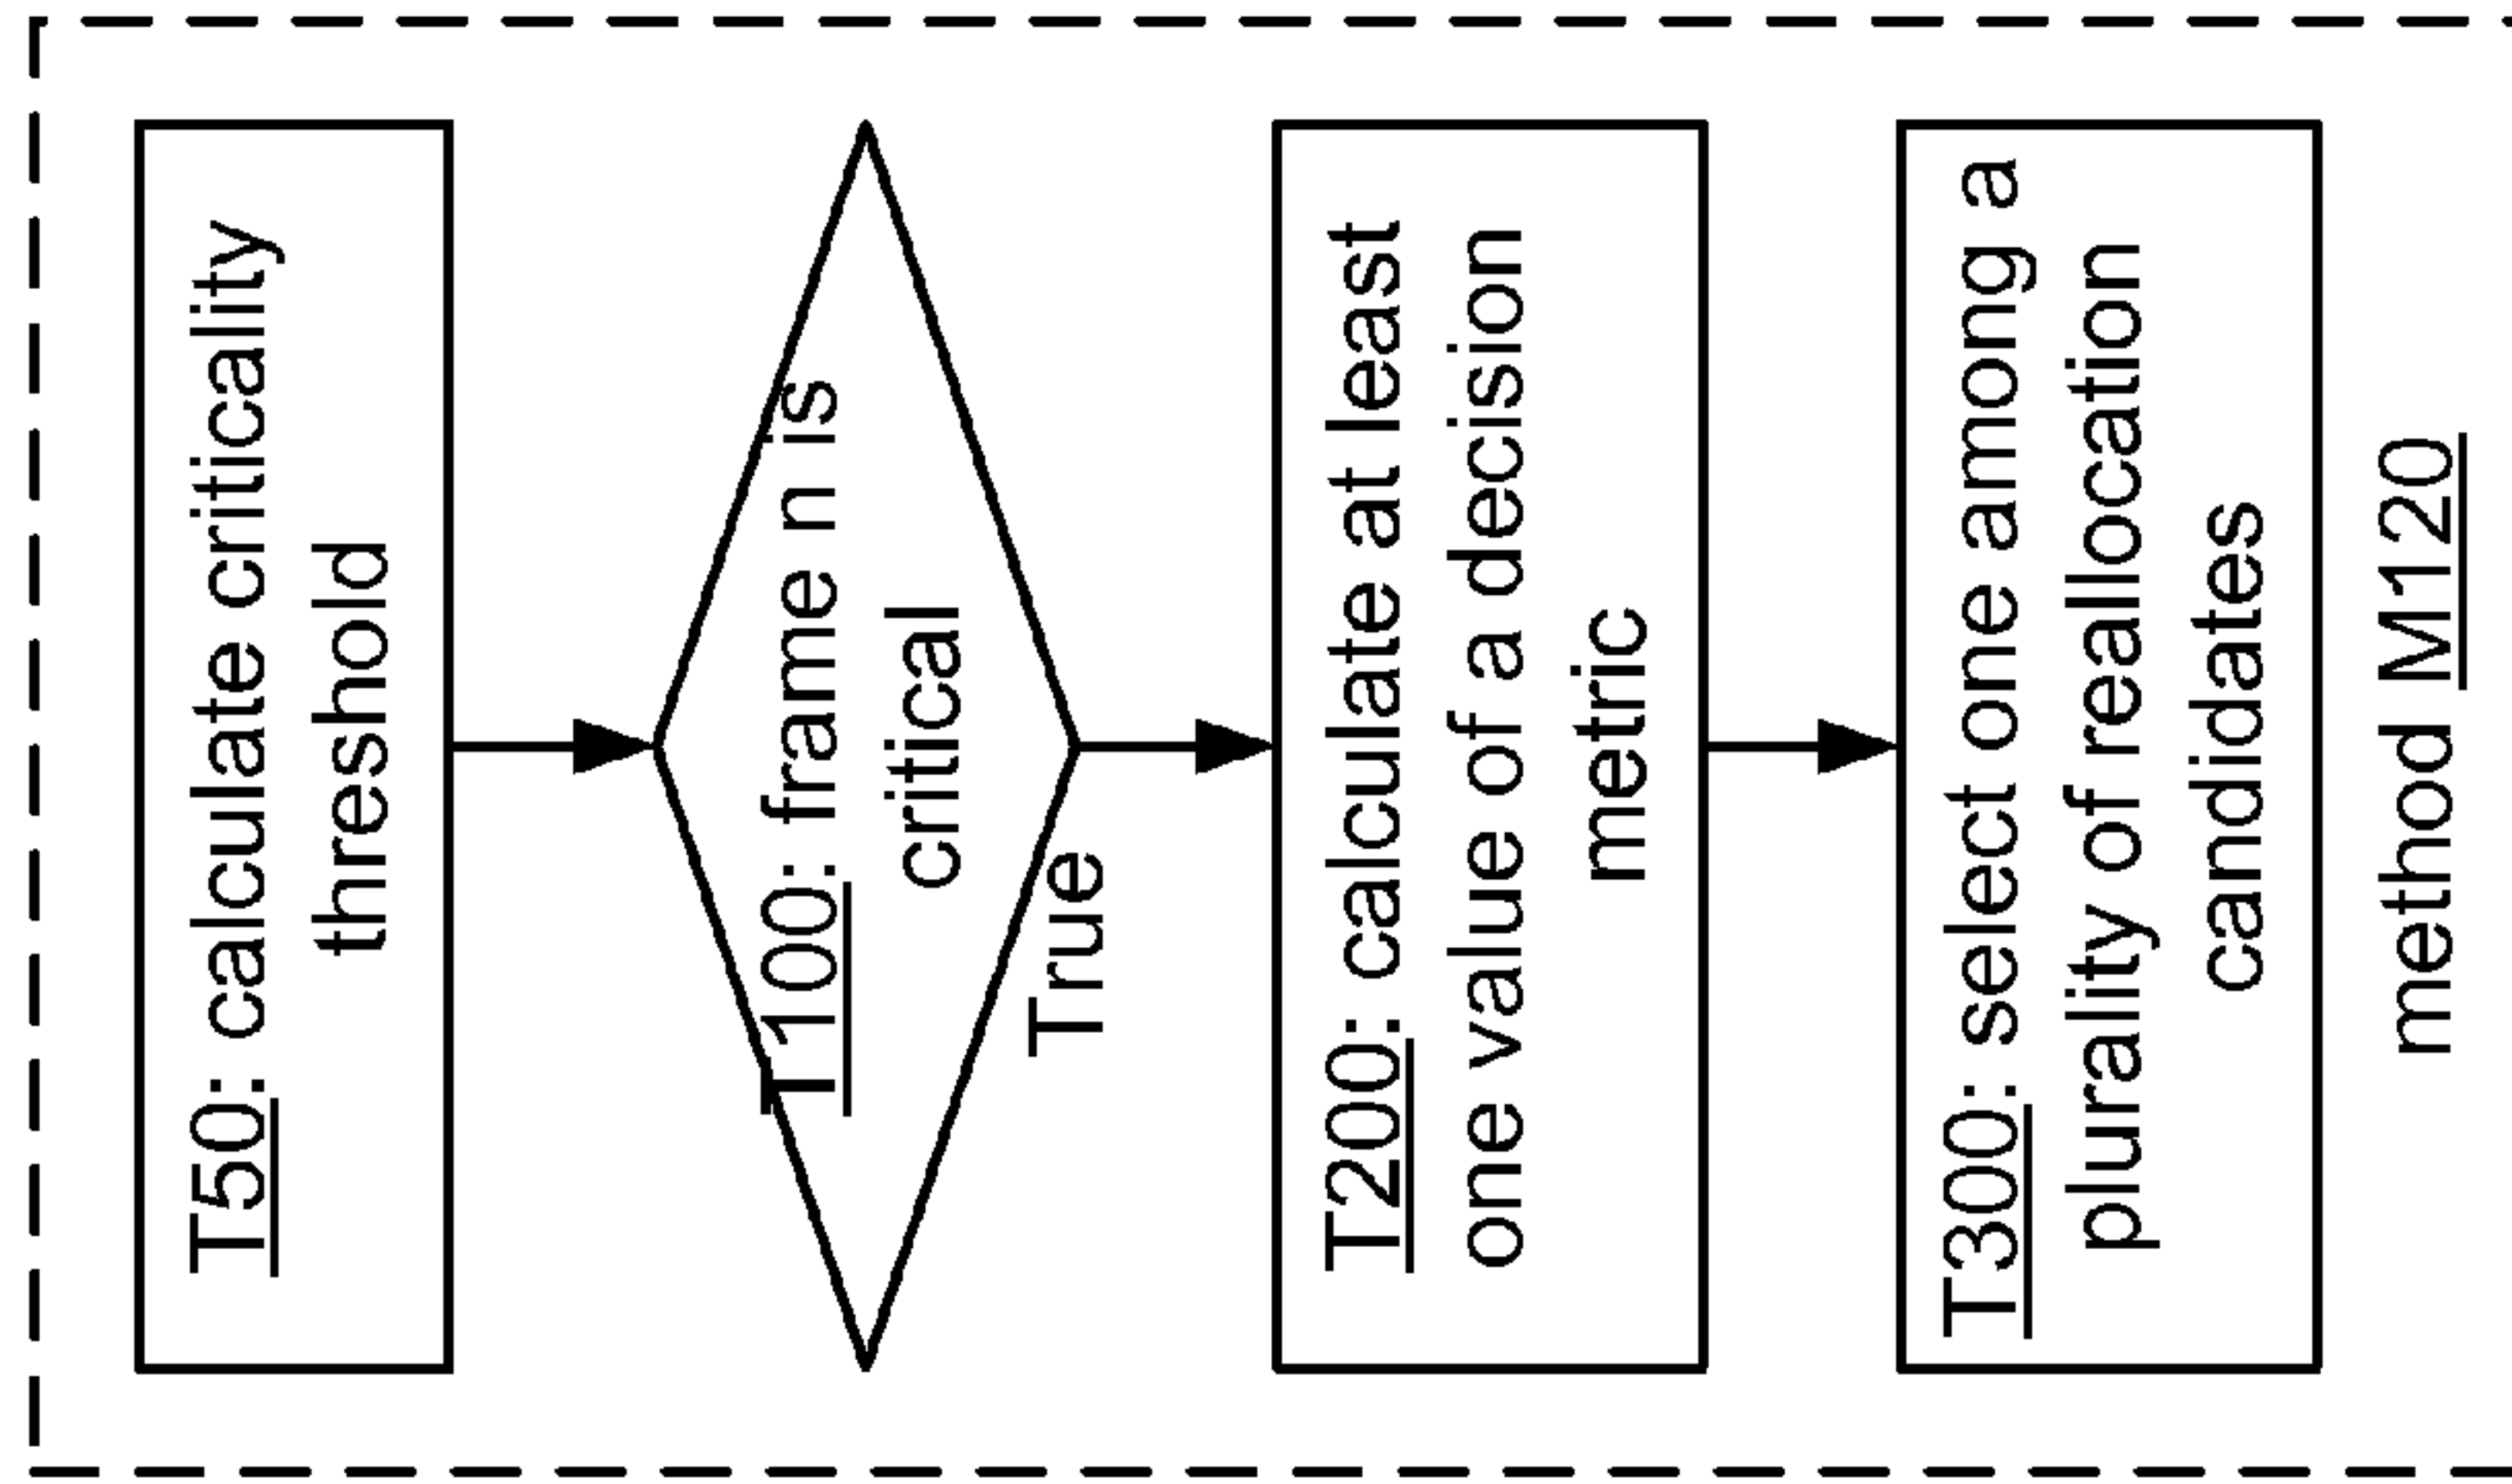 T50: calculate criticality
threshold
T100: frame n is
critical
True
T200: calculate at least
one value of a decision
metric
T300: select one among a
plurality of reallocation
candidates
method M120